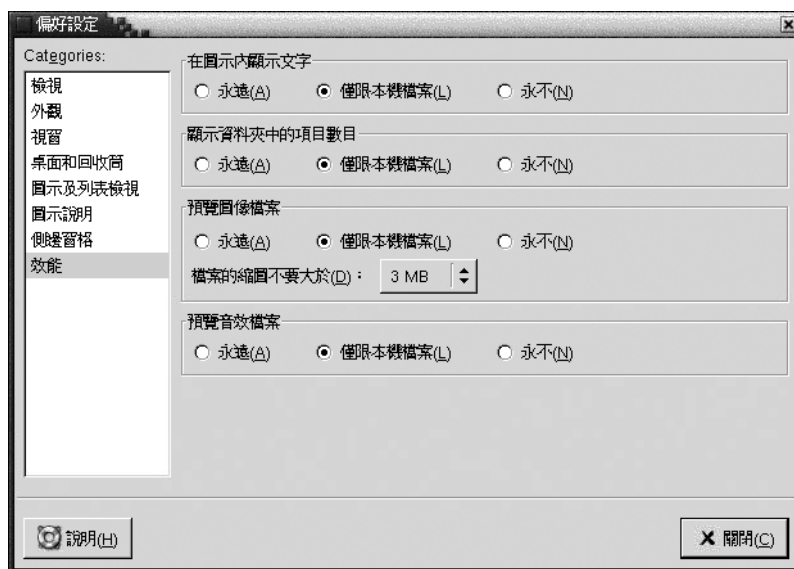 偏好設定
Categories:
檢視
外觀
視窗
桌面和回收筒
圖示及列表檢視
圖示說明
側邊窗格
效能
在圖示內顯示文字
永遠(A) 僅限本機檔案(L) 永不(N)
顯示資料夾中的項目數目
永遠(A) 僅限本機檔案(L) 永不(N)
預覽圖像檔案
永遠(A) 僅限本機檔案(L) 永不(N)
檔案的縮圖不要大於(D)： 3 MB
預覽音效檔案
永遠(A) 僅限本機檔案(L) 永不(N)
說明(H)
關閉(C)